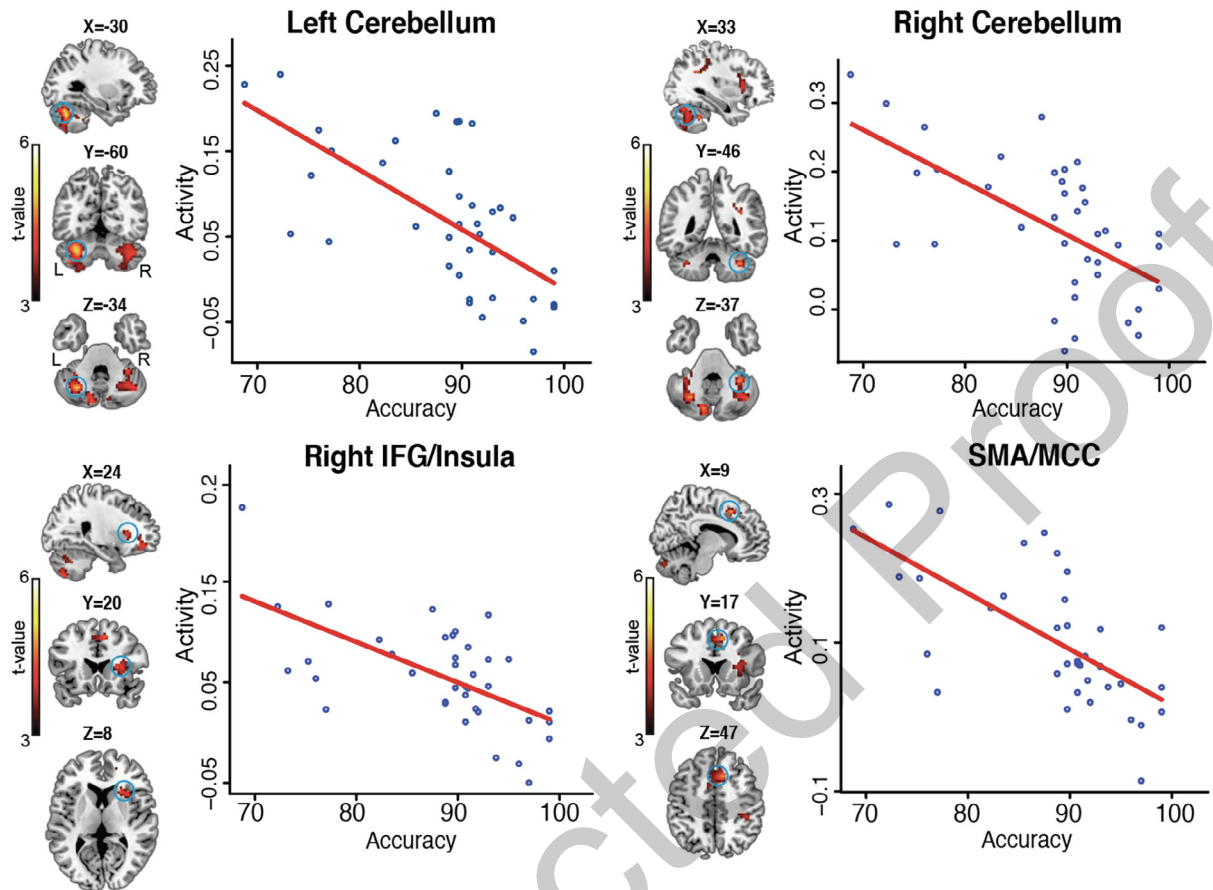 Left Cerebellum
X=-30
6
t-value
3
Y=-60
L
R
Z=-34
L
R
0.25
0.15
0.05
−0.05
Activity
70
80
90
100
Accuracy
Right Cerebellum
X=33
6
t-value
3
Y=-46
Z=-37
0.3
0.2
0.1
0.0
Activity
70
80
90
100
Accuracy
Right IFG/Insula
X=24
6
t-value
3
Y=20
Z=8
0.2
0.15
0.05
−0.05
Activity
70
80
90
100
Accuracy
SMA/MCC
X=9
6
t-value
3
Y=17
Z=47
0.3
0.1
-0.1
Activity
70
80
90
100
Accuracy
cted Proof